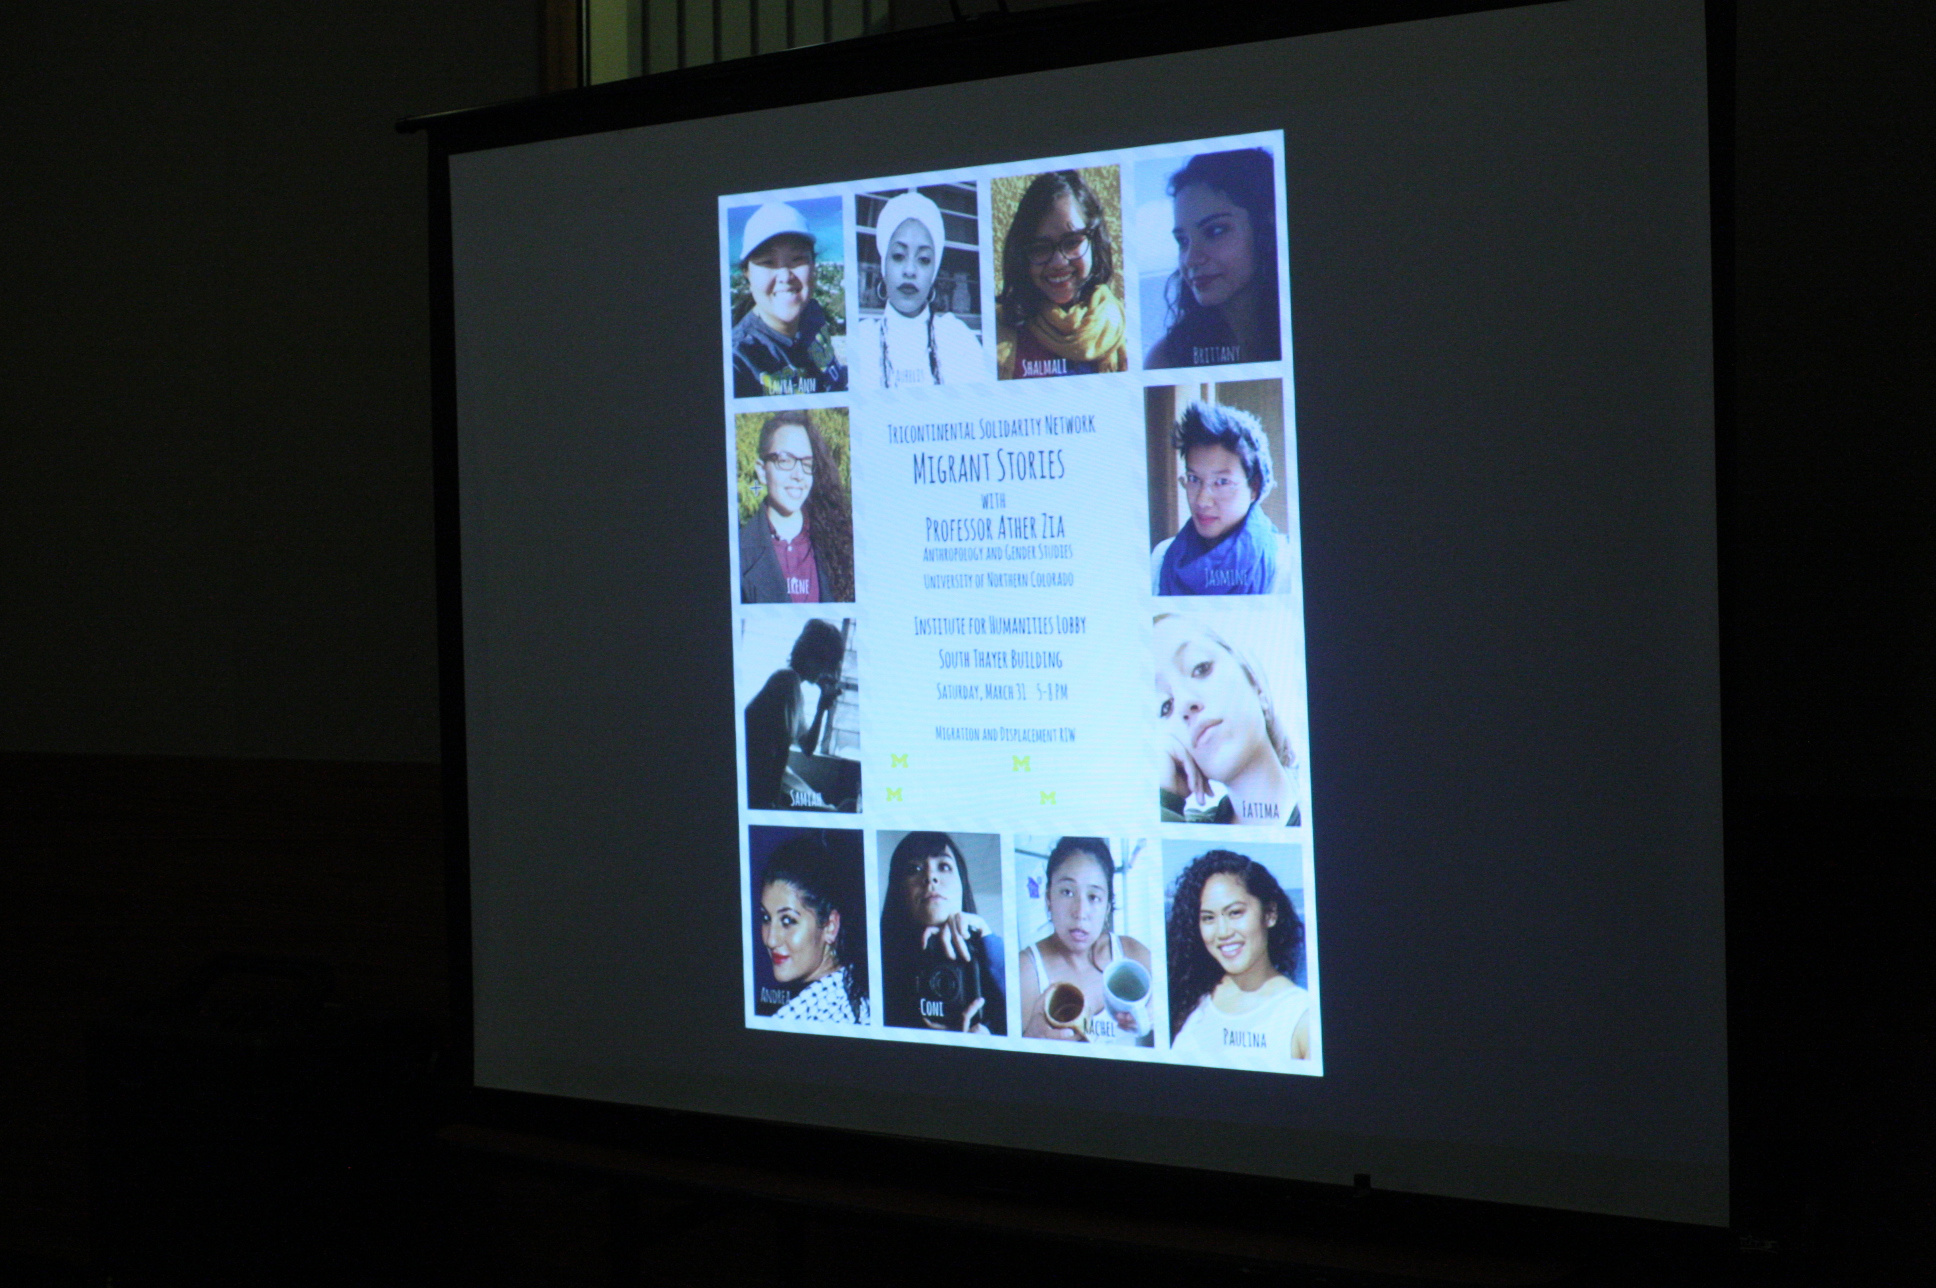 Laura-Ann
Shalmali
Brittany
Tricontinental Solidarity Network
Migrant Stories
with
Professor Ather Zia
Anthropology and Gender Studies
University of Northern Colorado
Irene
Jasmine
Institute for Humanities Lobby
South Thayer Building
Saturday, March 31 5-8 PM
Migration and Displacement RIW
M M
M M
Samiah
Fatima
Andrea
Coni
Rachel
Paulina